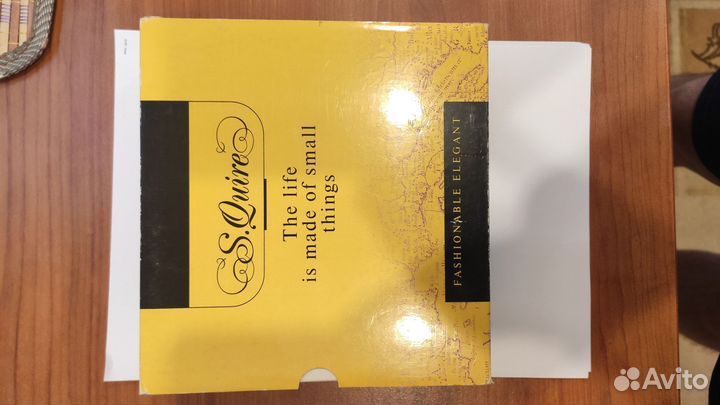 S.Quire
The life
is made of small
things
FASHIONABLE ELEGANT
Avito